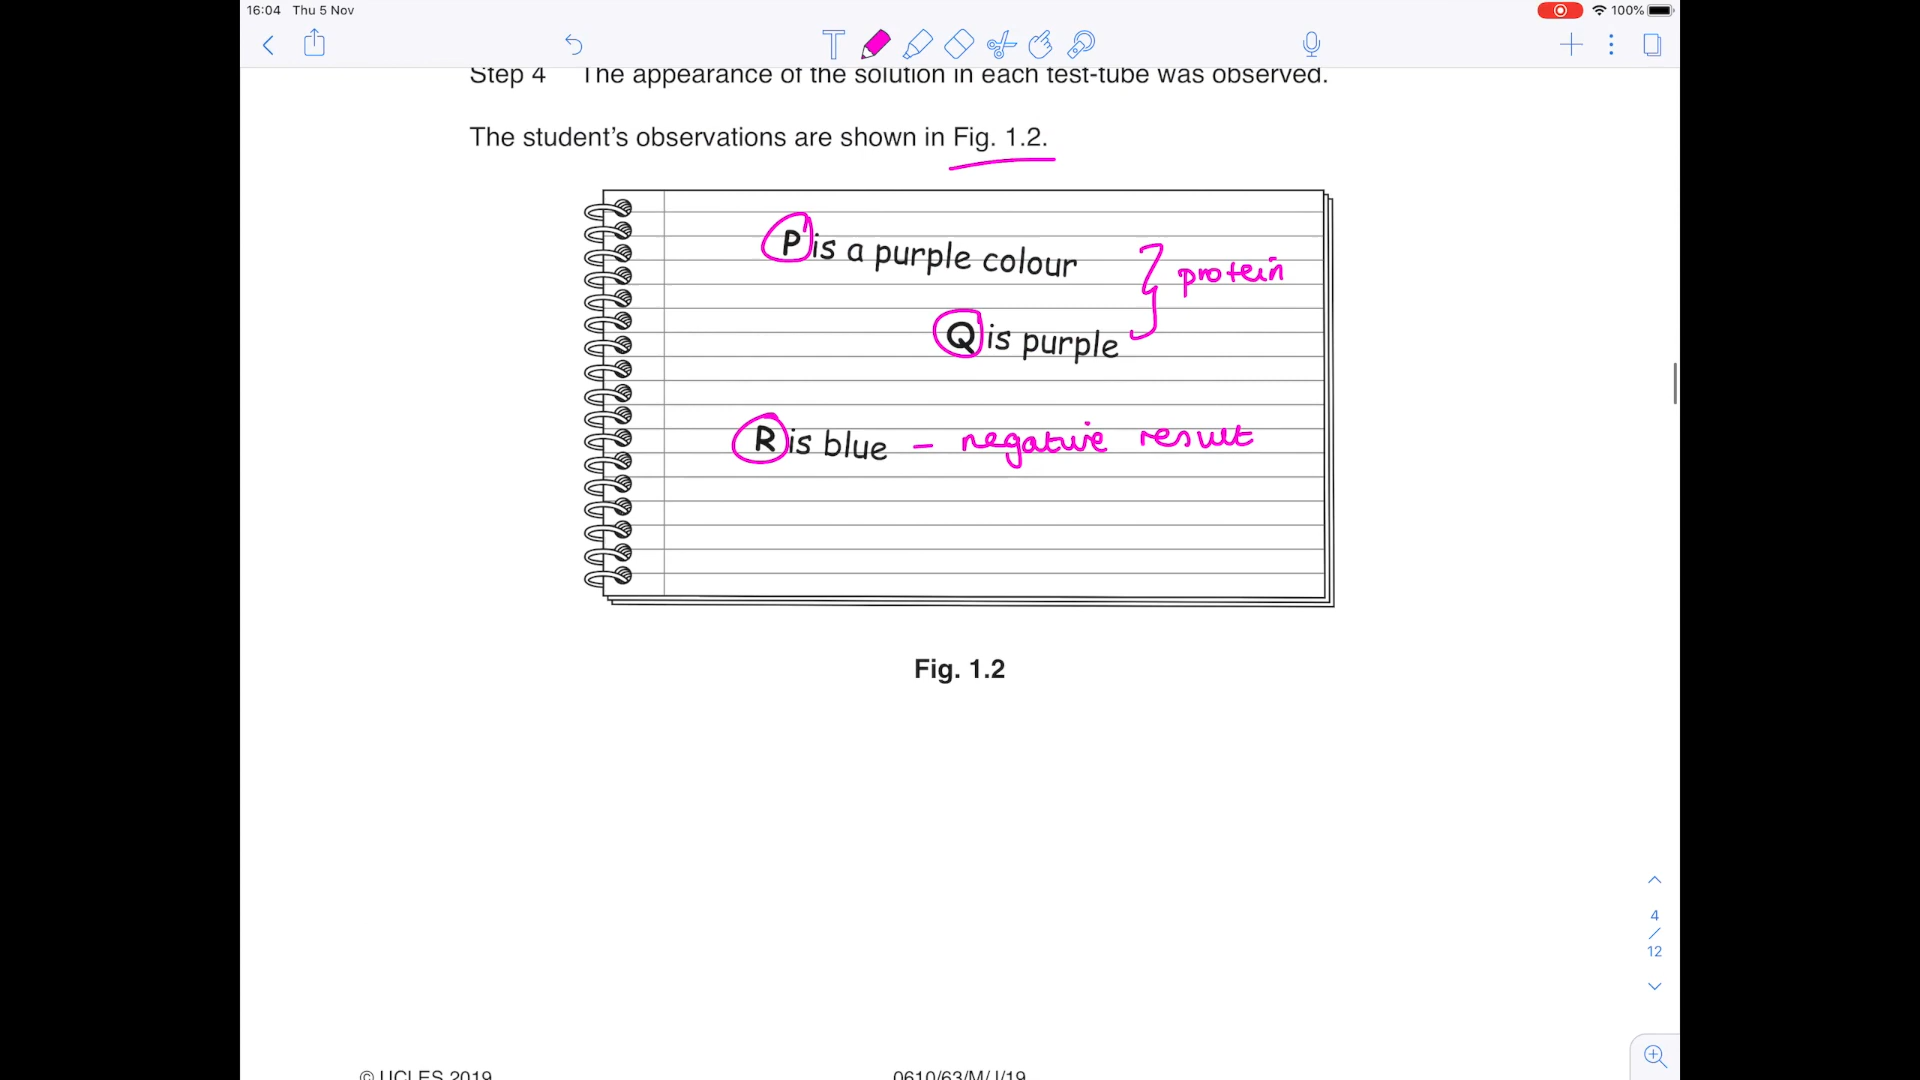 16:04 Thu 5 Nov
100%
T
Step 4 The appearance of the solution in each test-tube was observed.
The student's observations are shown in Fig. 1.2.
P is a purple colour
protein
Q is purple
R is blue – negative result
Fig. 1.2
4
/
12
© UCLES 2019 0610/63/M/J/19